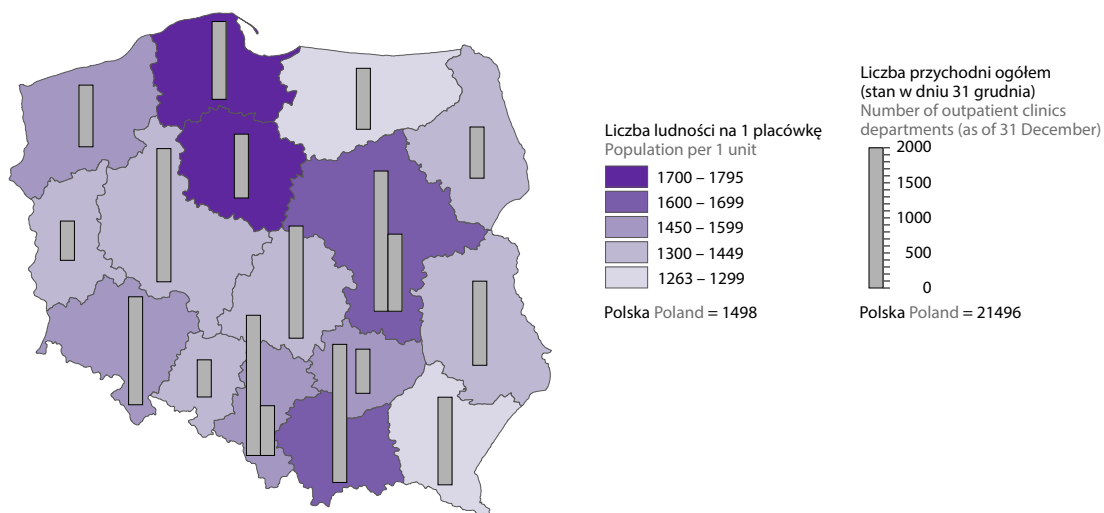 Liczba ludności na 1 placówkę
Population per 1 unit
1700 – 1795
1600 – 1699
1450 – 1599
1300 – 1449
1263 – 1299
Polska Poland = 1498
Liczba przychodni ogółem
(stan w dniu 31 grudnia)
Number of outpatient clinics
departments (as of 31 December)
2000
1500
1000
500
0
Polska Poland = 21496